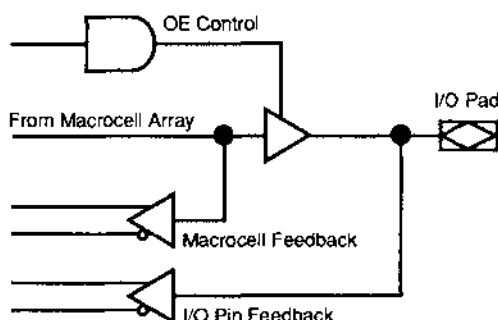 OE Control
I/O Pad
From Macrocell Array
Macrocell Feedback
I/O Pin Feedback